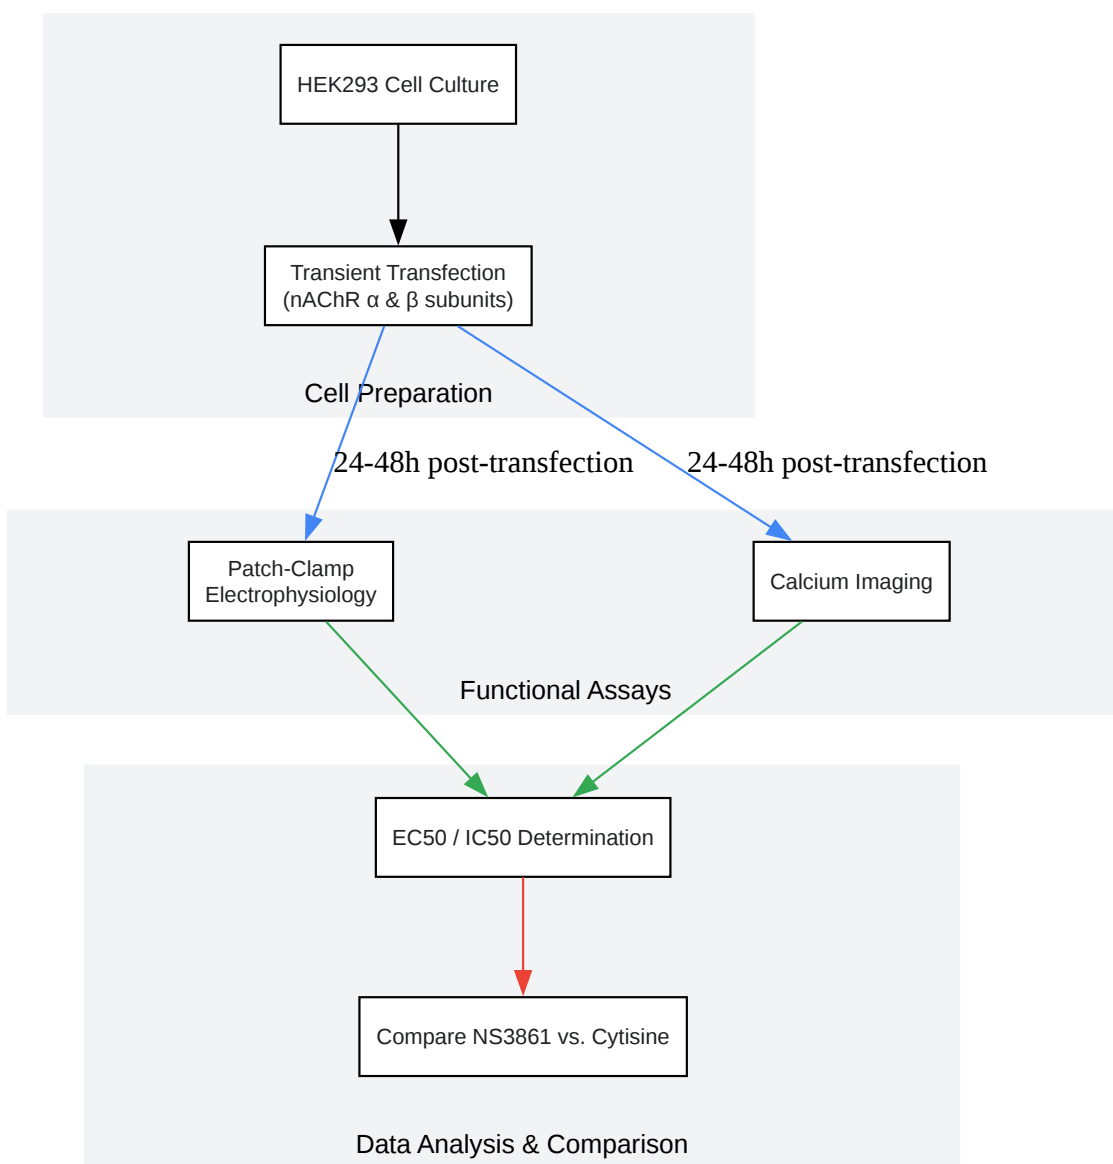 HEK293 Cell Culture
Transient Transfection
(nAChR α & β subunits)
Cell Preparation
24-48h post-transfection
24-48h post-transfection
Patch-Clamp
Electrophysiology
Calcium Imaging
Functional Assays
EC50 / IC50 Determination
Compare NS3861 vs. Cytisine
Data Analysis & Comparison